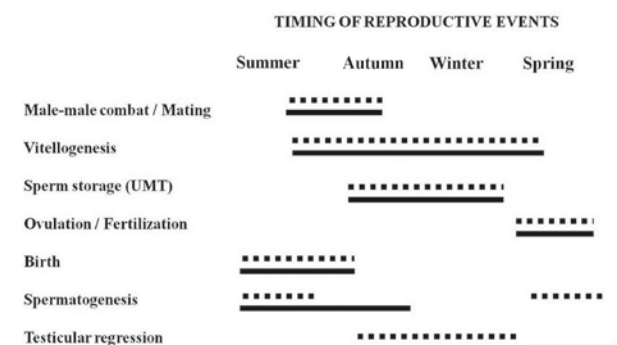 TIMING OF REPRODUCTIVE EVENTS
Summer Autumn Winter Spring
Male-male combat / Mating
Vitellogenesis
Sperm storage (UMT)
Ovulation / Fertilization
Birth
Spermatogenesis
Testicular regression